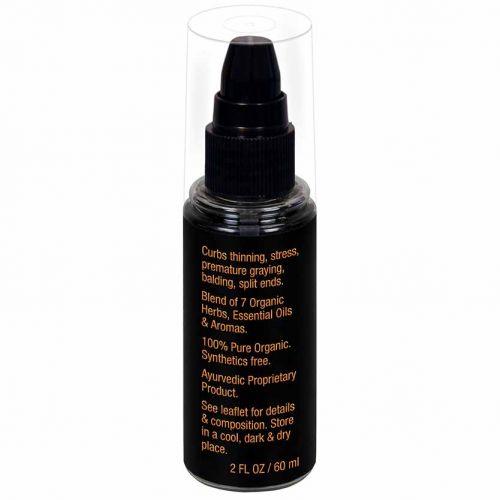 Curbs thinning, stress,
premature graying,
balding, split ends.
Blend of 7 Organic
Herbs, Essential Oils
& Aromas.
100% Pure Organic.
Synthetics free.
Ayurvedic Proprietary
Product.
See leaflet for details
& composition. Store
in a cool, dark & dry
place.
2 FL OZ / 60 ml